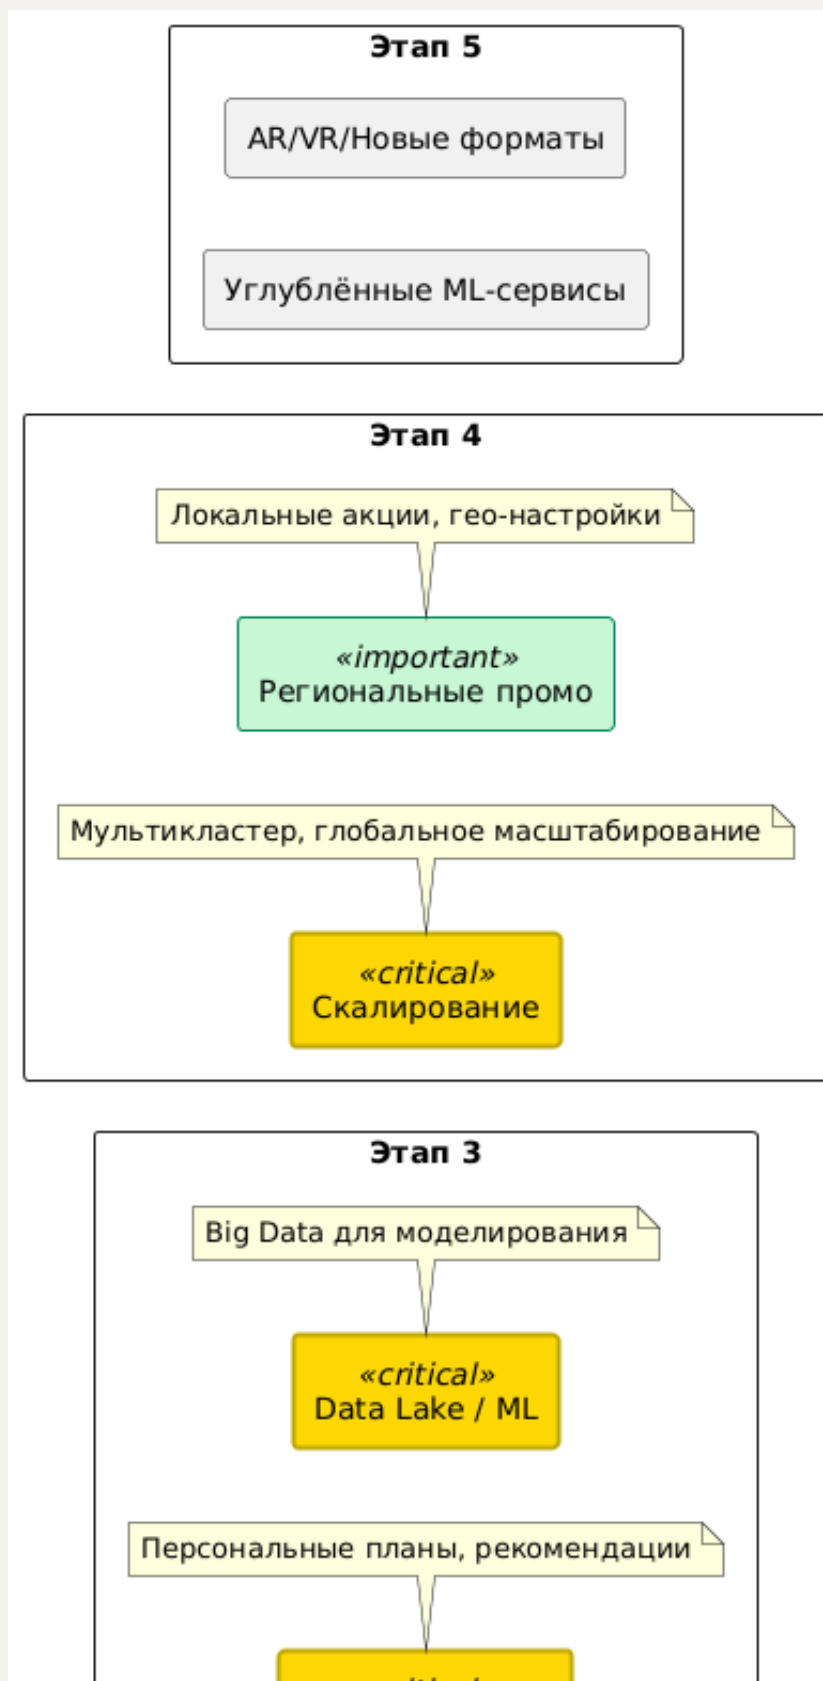 Этап 5
AR/VR/Новые форматы
Углублённые ML-сервисы
Этап 4
Локальные акции, гео-настройки
«important»
Региональные промо
Мультикластер, глобальное масштабирование
«critical»
Скалирование
Этап 3
Big Data для моделирования
«critical»
Data Lake / ML
Персональные планы, рекомендации